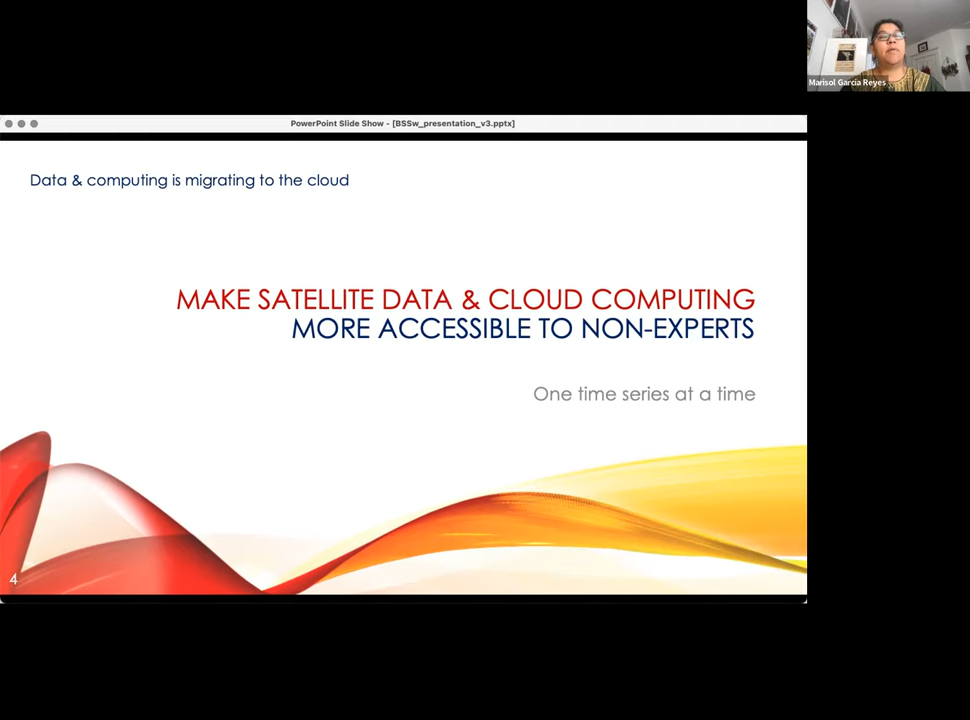 Marisol García Reyes
PowerPoint Slide Show - [BSSw_presentation_v3.pptx]
Data & computing is migrating to the cloud
MAKE SATELLITE DATA & CLOUD COMPUTING
MORE ACCESSIBLE TO NON-EXPERTS
One time series at a time
4